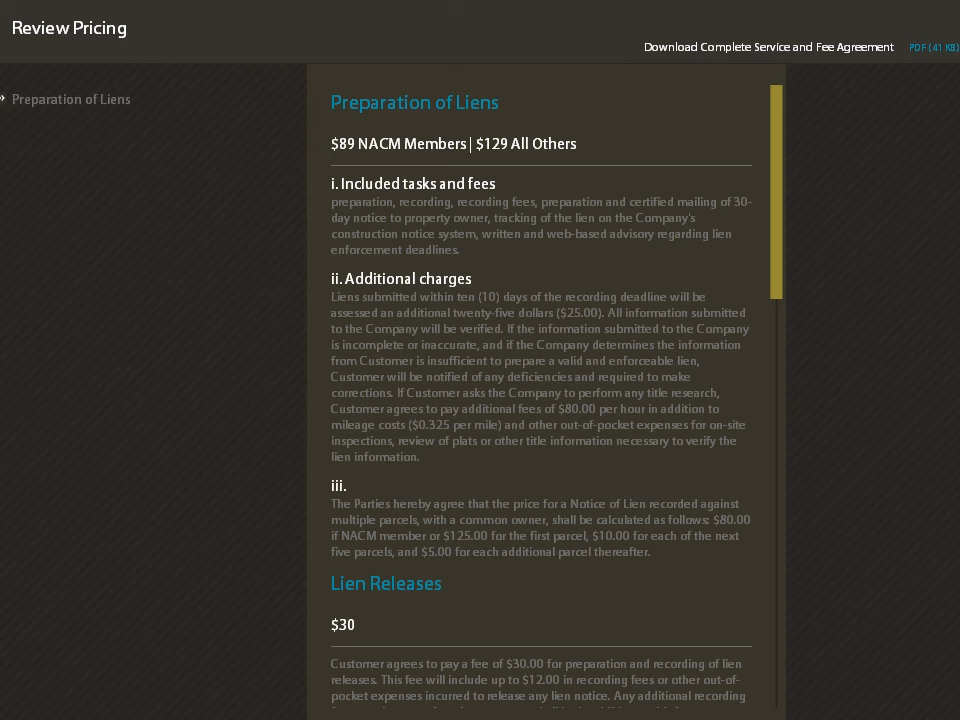 Review Pricing
Download Complete Service and Fee Agreement PDF (41 KB)
» Preparation of Liens
Preparation of Liens
$89 NACM Members | $129 All Others
i. Included tasks and fees
preparation, recording, recording fees, preparation and certified mailing of 30-
day notice to property owner, tracking of the lien on the Company's
construction notice system, written and web-based advisory regarding lien
enforcement deadlines.
ii. Additional charges
Liens submitted within ten (10) days of the recording deadline will be
assessed an additional twenty-five dollars ($25.00). All information submitted
to the Company will be verified. If the information submitted to the Company
is incomplete or inaccurate, and if the Company determines the information
from Customer is insufficient to prepare a valid and enforceable lien,
Customer will be notified of any deficiencies and required to make
corrections. If Customer asks the Company to perform any title research,
Customer agrees to pay additional fees of $80.00 per hour in addition to
mileage costs ($0.325 per mile) and other out-of-pocket expenses for on-site
inspections, review of plats or other title information necessary to verify the
lien information.
iii.
The Parties hereby agree that the price for a Notice of Lien recorded against
multiple parcels, with a common owner, shall be calculated as follows: $80.00
if NACM member or $125.00 for the first parcel, $10.00 for each of the next
five parcels, and $5.00 for each additional parcel thereafter.
Lien Releases
$30
Customer agrees to pay a fee of $30.00 for preparation and recording of lien
releases. This fee will include up to $12.00 in recording fees or other out-of-
pocket expenses incurred to release any lien notice. Any additional recording